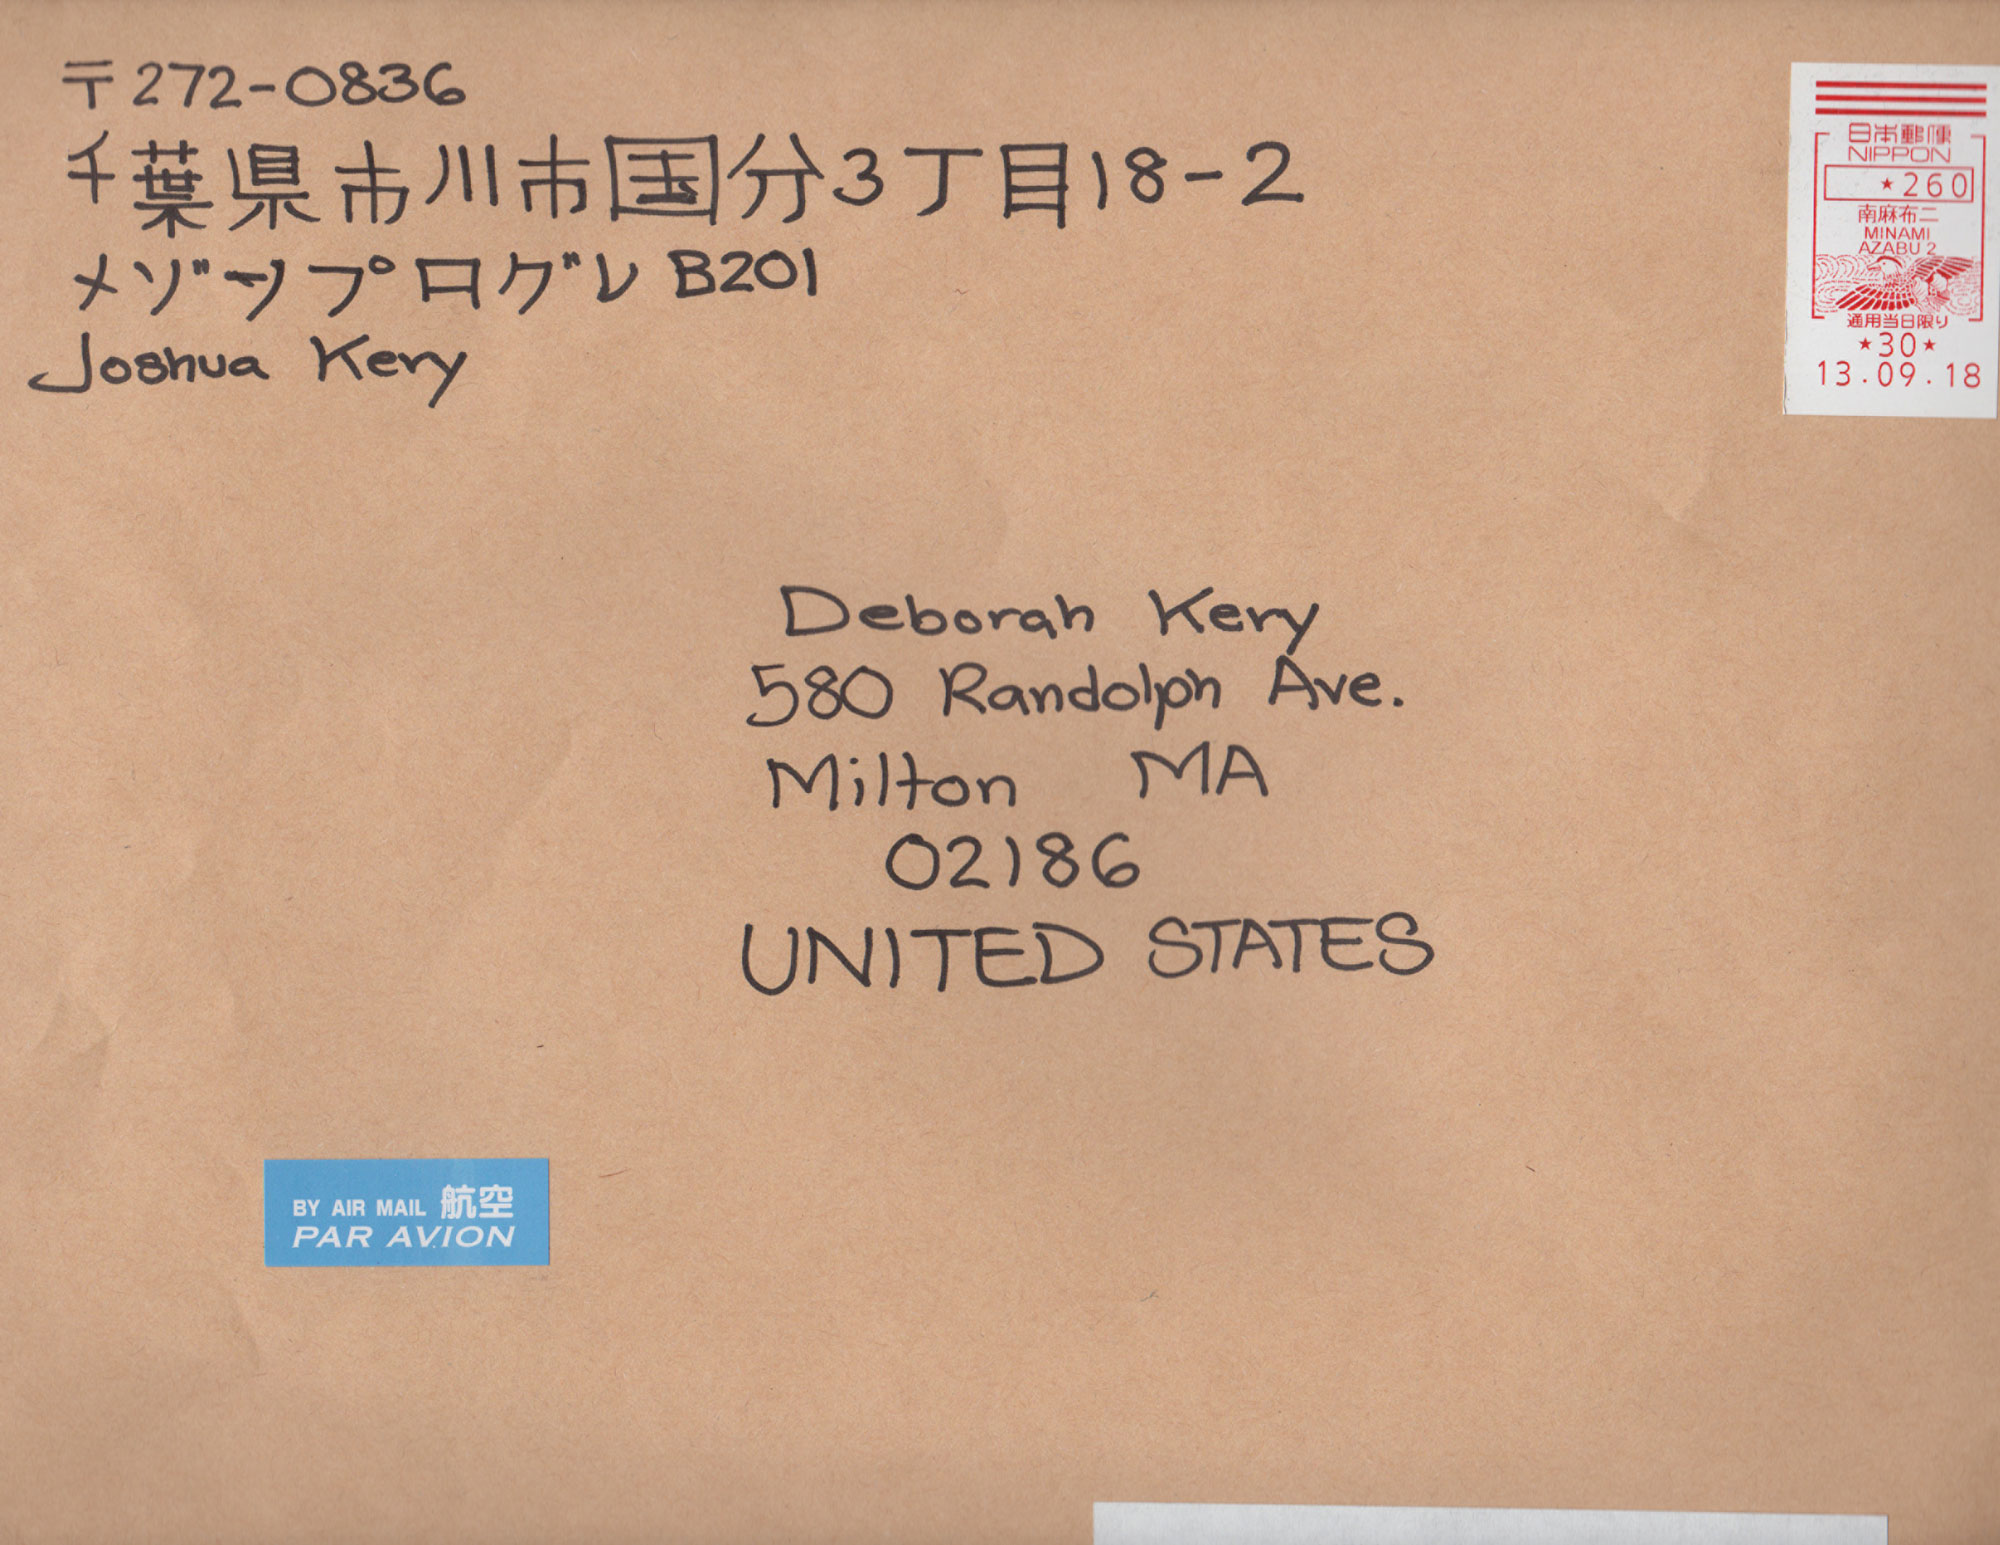 〒272-0836
千葉県市川市国分3丁目18-2
メゾンプログレ B201
Joshua Kery
日本郵便
NIPPON
★260
南麻布二
MINAMI
AZABU 2
通用当日限り
★30★
13.09.18
Deborah Kery
580 Randolph Ave.
Milton MA
02186
UNITED STATES
BY AIR MAIL 航空
PAR AVION